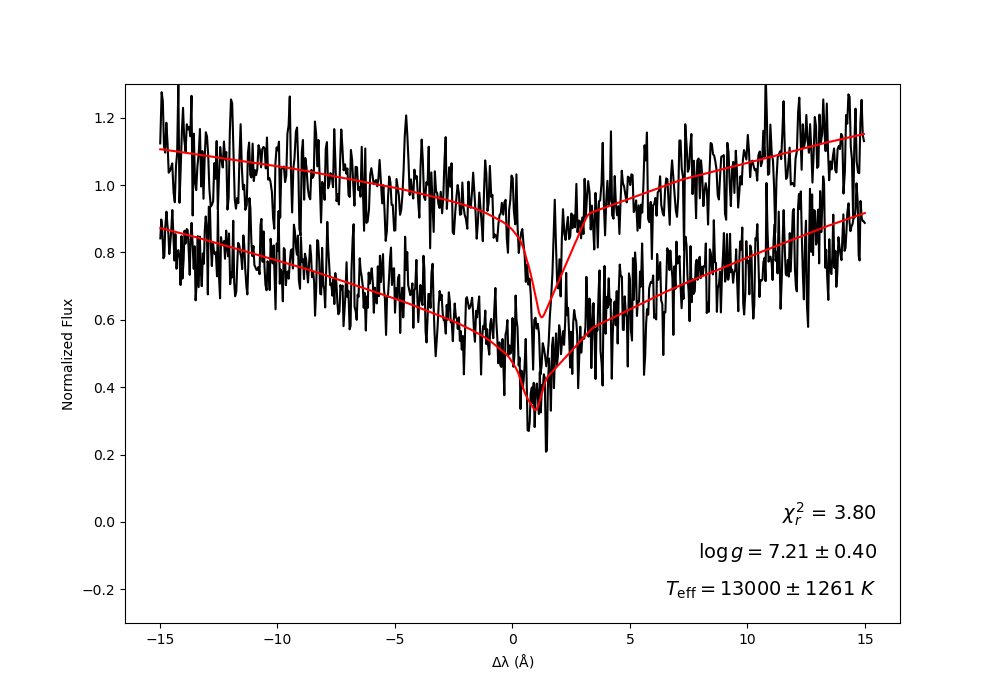 1.2
1.0
0.8
0.6
0.4
0.2
0.0
−0.2
Normalized Flux
χ²ᵣ = 3.80
log g = 7.21 ± 0.40
T_eff = 13000 ± 1261 K
−15 −10 −5 0 5 10 15
Δλ (Å)